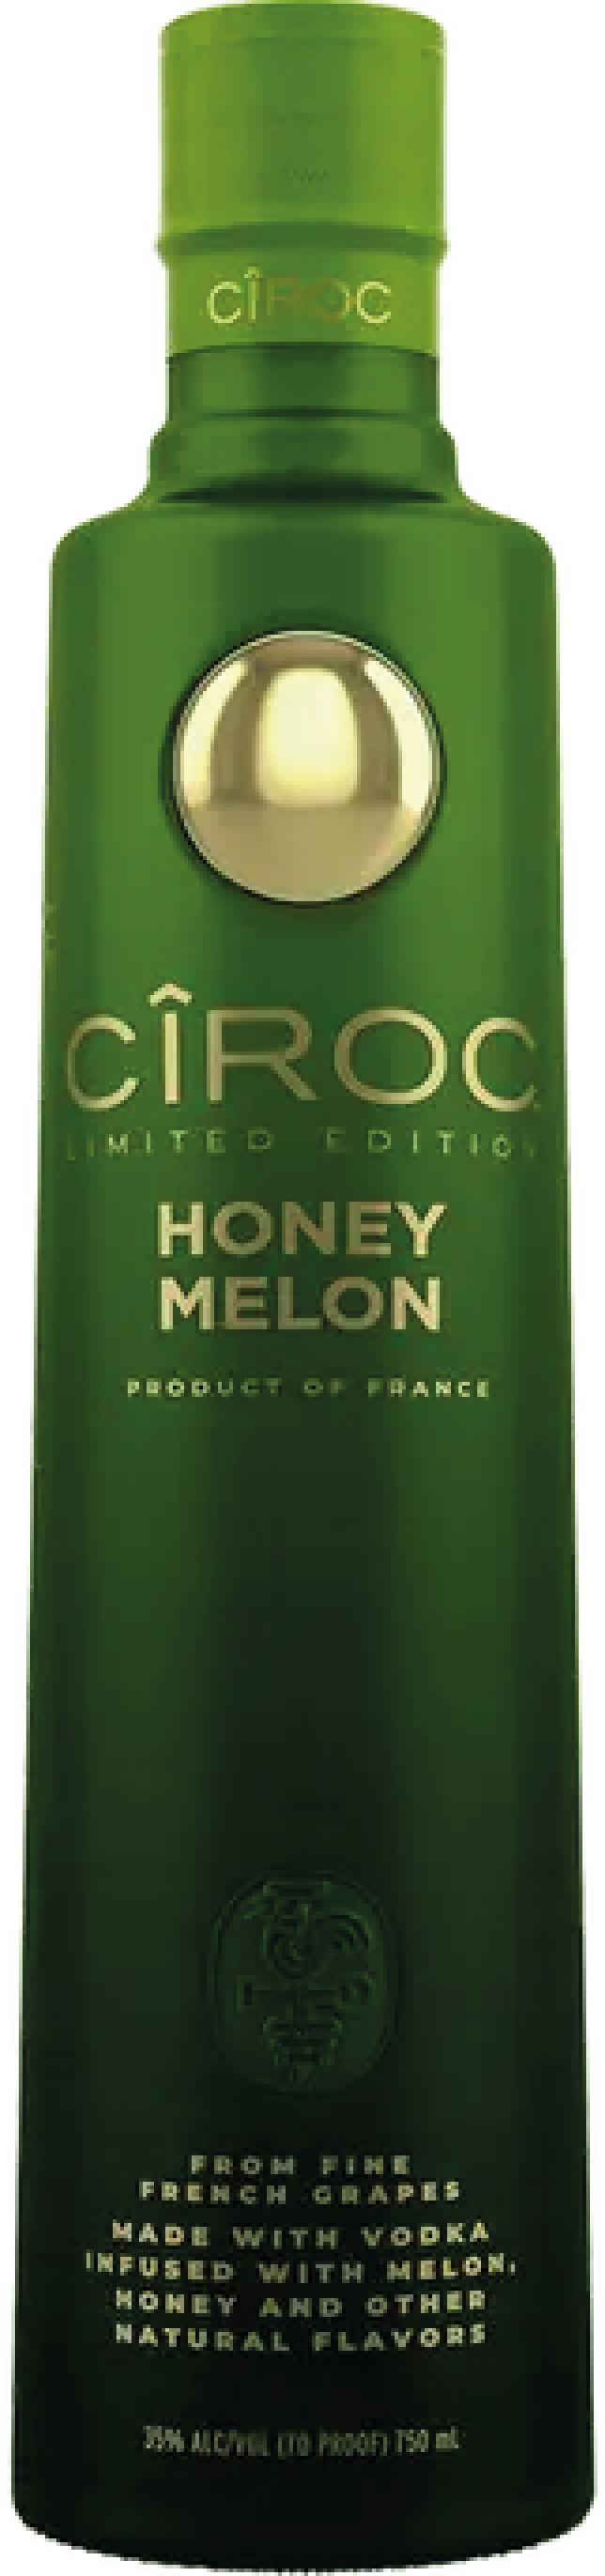 CÎROC
CÎROC
LIMITED EDITION
HONEY
MELON
PRODUCT OF FRANCE
FROM FINE
FRENCH GRAPES
MADE WITH VODKA
INFUSED WITH MELON,
HONEY AND OTHER
NATURAL FLAVORS
35% ALC/VOL (70 PROOF) 750 ml